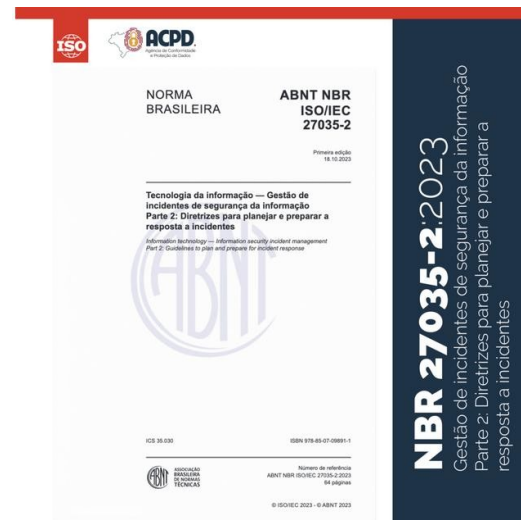 ISO
ACPD
Agência de Conformidade
e Proteção de Dados
NORMA
BRASILEIRA
ABNT NBR
ISO/IEC
27035-2
Primeira edição
18.10.2023
Tecnologia da informação — Gestão de
incidentes de segurança da informação
Parte 2: Diretrizes para planejar e preparar a
resposta a incidentes
Information technology — Information security incident management
Part 2: Guidelines to plan and prepare for incident response
ABNT
ICS 35.030
ISBN 978-85-07-09891-1
ABNT
ASSOCIAÇÃO
BRASILEIRA
DE NORMAS
TÉCNICAS
Número de referência
ABNT NBR ISO/IEC 27035-2:2023
64 páginas
© ISO/IEC 2023 - © ABNT 2023
NBR 27035-2:2023
Gestão de incidentes de segurança da informação
Parte 2: Diretrizes para planejar e preparar a
resposta a incidentes